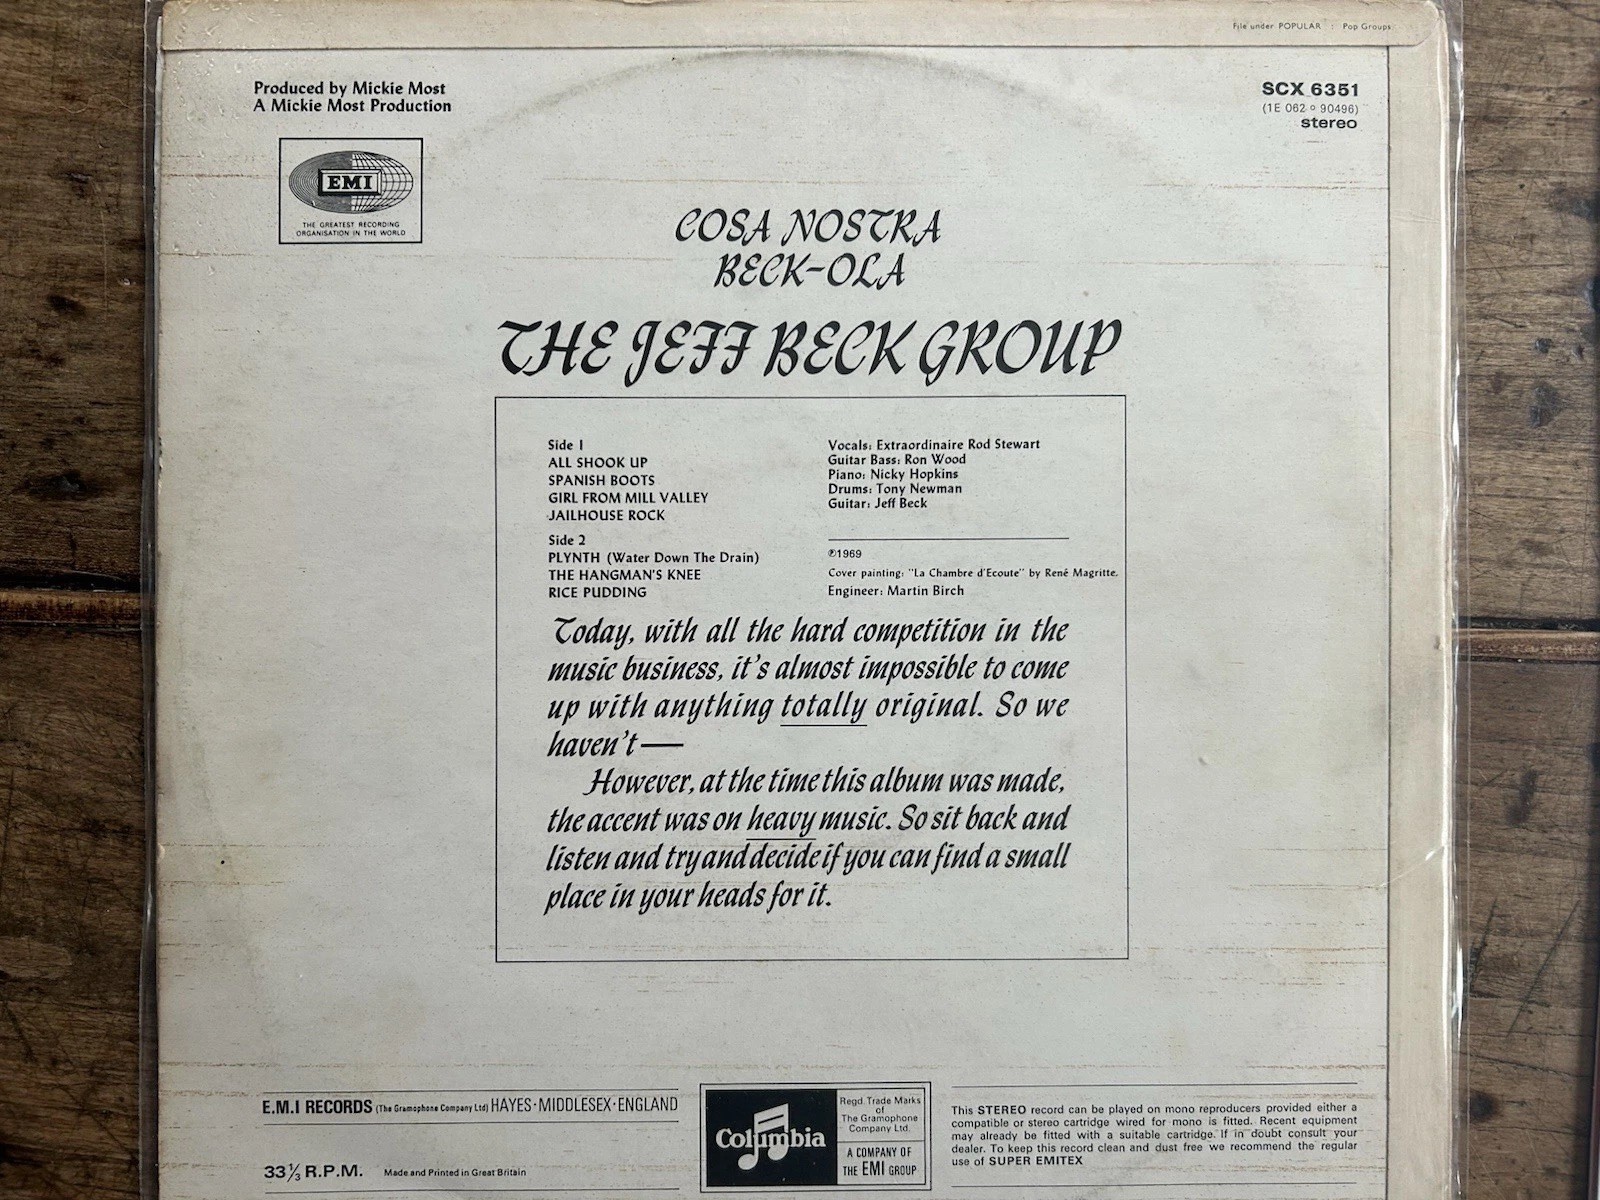 File under POPULAR : Pop Groups
Produced by Mickie Most
A Mickie Most Production
SCX 6351
(1E 062 o 90496)
stereo
EMI
THE GREATEST RECORDING
ORGANISATION IN THE WORLD
COSA NOSTRA
BECK-OLA
THE JEFF BECK GROUP
Side 1
ALL SHOOK UP
SPANISH BOOTS
GIRL FROM MILL VALLEY
JAILHOUSE ROCK
Side 2
PLYNTH (Water Down The Drain)
THE HANGMAN'S KNEE
RICE PUDDING
Vocals: Extraordinaire Rod Stewart
Guitar Bass: Ron Wood
Piano: Nicky Hopkins
Drums: Tony Newman
Guitar: Jeff Beck
℗1969
Cover painting: "La Chambre d'Ecoute" by René Magritte.
Engineer: Martin Birch
Today, with all the hard competition in the
music business, it's almost impossible to come
up with anything totally original. So we
haven't —
However, at the time this album was made,
the accent was on heavy music. So sit back and
listen and try and decide if you can find a small
place in your heads for it.
E.M.I RECORDS (The Gramophone Company Ltd) HAYES·MIDDLESEX·ENGLAND
33⅓ R.P.M. Made and Printed in Great Britain
Columbia
Regd. Trade Marks
of
The Gramophone
Company Ltd.
A COMPANY OF
THE EMI GROUP
This STEREO record can be played on mono reproducers provided either a
compatible or stereo cartridge wired for mono is fitted. Recent equipment
may already be fitted with a suitable cartridge. If in doubt consult your
dealer. To keep this record clean and dust free we recommend the regular
use of SUPER EMITEX